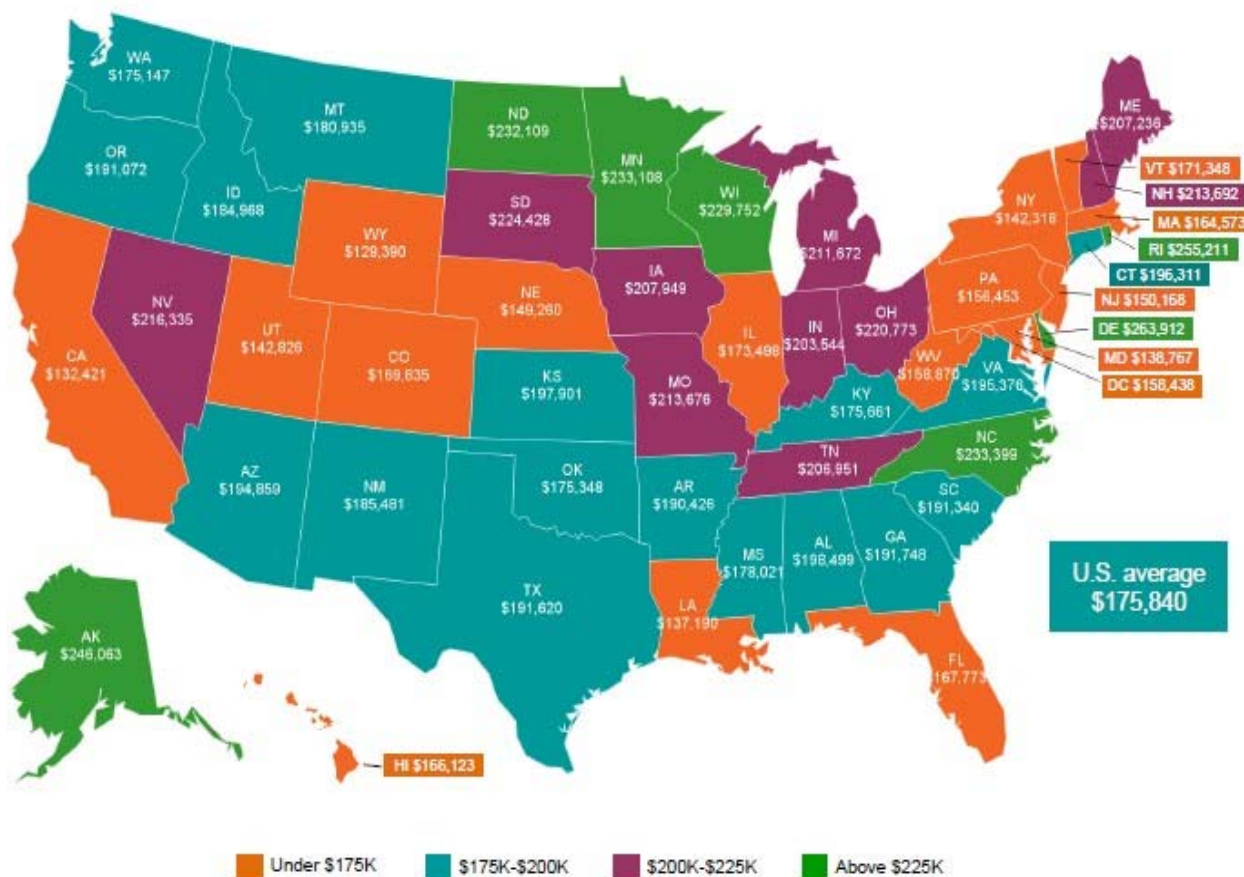 WA
$175,147
MT
$180,935
ND
$232,109
MN
$233,108
ME
$207,236
OR
$191,072
ID
$184,968
WY
$129,390
SD
$224,428
WI
$229,752
MI
$211,672
NY
$142,318
VT $171,348
NH $213,692
MA $164,573
RI $255,211
CT $196,311
NJ $150,168
DE $263,912
MD $138,767
DC $158,438
NV
$216,335
UT
$142,826
CO
$169,635
NE
$149,260
IA
$207,949
IL
$173,498
IN
$203,544
OH
$220,773
PA
$156,453
WV
$158,870
VA
$195,376
CA
$132,421
KS
$197,901
MO
$213,676
KY
$175,661
TN
$206,951
NC
$233,399
AZ
$194,859
NM
$185,481
OK
$175,348
AR
$190,426
SC
$191,340
MS
$178,021
AL
$198,499
GA
$191,748
TX
$191,620
LA
$137,190
FL
$167,773
U.S. average
$175,840
AK
$246,063
HI $166,123
Under $175K
$175K-$200K
$200K-$225K
Above $225K